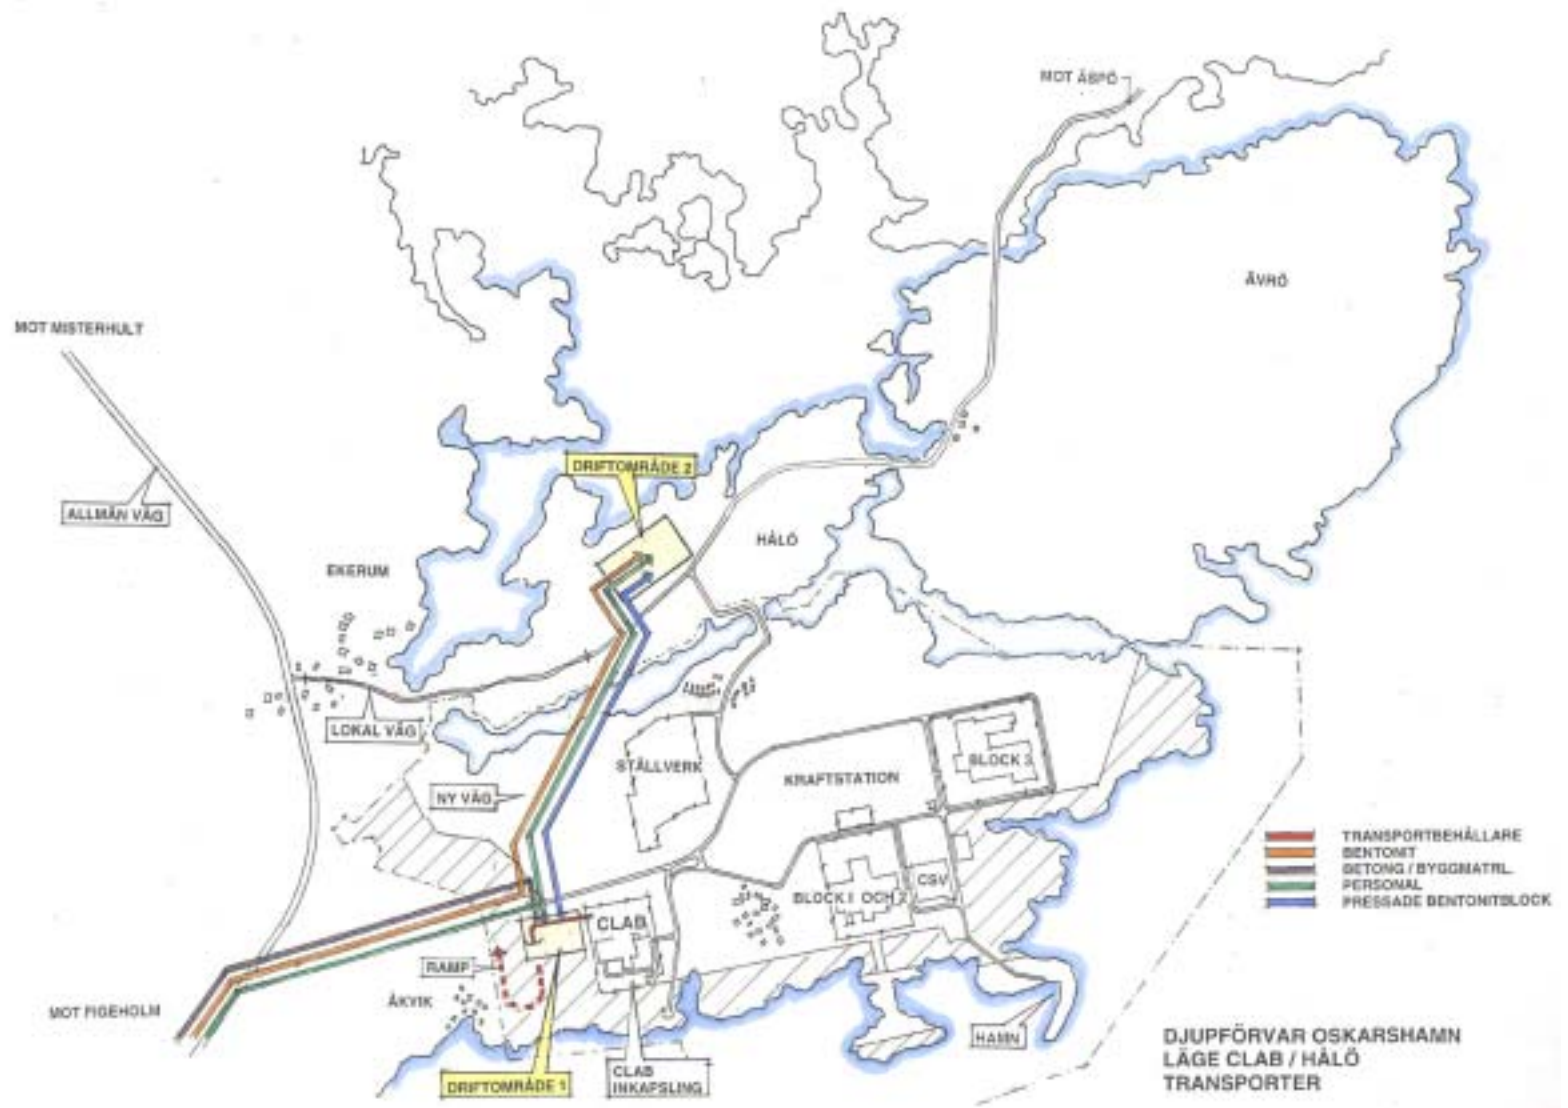 MOT ÄSPÖ
ÄVRÖ
MOT MISTERHULT
DRIFTOMRÅDE 2
ALLMÄN VÄG
HÅLÖ
EKERUM
LOKAL VÄG
STÄLLVERK
KRAFTSTATION
BLOCK 3
NY VÄG
TRANSPORTBEHÅLLARE
BENTONIT
BETONG / BYGGMATRL.
PERSONAL
PRESSADE BENTONITBLOCK
CSV
BLOCK 1 OCH 2
CLAB
RAMP
ÅKVIK
MOT FIGEHOLM
HAMN
DJUPFÖRVAR OSKARSHAMN
LÄGE CLAB / HÅLÖ
TRANSPORTER
CLAB
INKAPSLING
DRIFTOMRÅDE 1